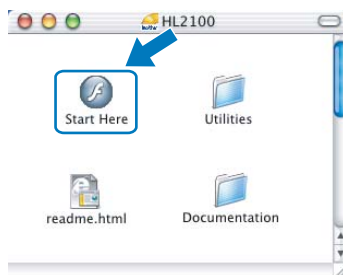 HL2100
Start Here
Utilities
readme.html
Documentation